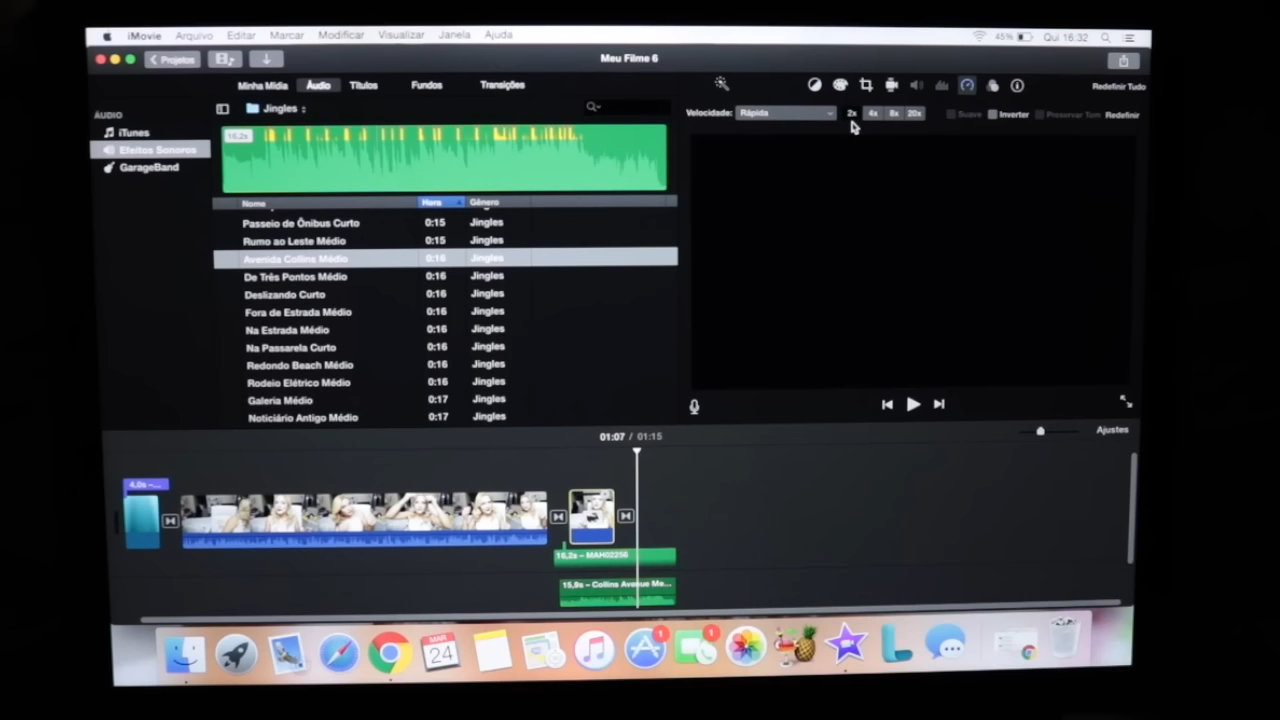 iMovie Arquivo Editar Marcar Modificar Visualizar Janela Ajuda 45% Qui 16:32
Projetos Meu Filme 6
Minha Mídia Áudio Títulos Fundos Transições Redefinir Tudo
Jingles Velocidade: Rápida 2x 4x 8x 20x Suave Inverter Preservar Tom Redefinir
ÁUDIO
iTunes
Efeitos Sonoros
GarageBand
16,2s
Nome Hora Gênero
Passeio de Ônibus Curto 0:15 Jingles
Rumo ao Leste Médio 0:15 Jingles
Avenida Collins Médio 0:16 Jingles
De Três Pontos Médio 0:16 Jingles
Deslizando Curto 0:16 Jingles
Fora de Estrada Médio 0:16 Jingles
Na Estrada Médio 0:16 Jingles
Na Passarela Curto 0:16 Jingles
Redondo Beach Médio 0:16 Jingles
Rodeio Elétrico Médio 0:16 Jingles
Galeria Médio 0:17 Jingles
Noticiário Antigo Médio 0:17 Jingles
01:07 / 01:15 Ajustes
4,0s –...
16,2s – MAH02256
15,9s – Collins Avenue Me...
MAR
24
1
1